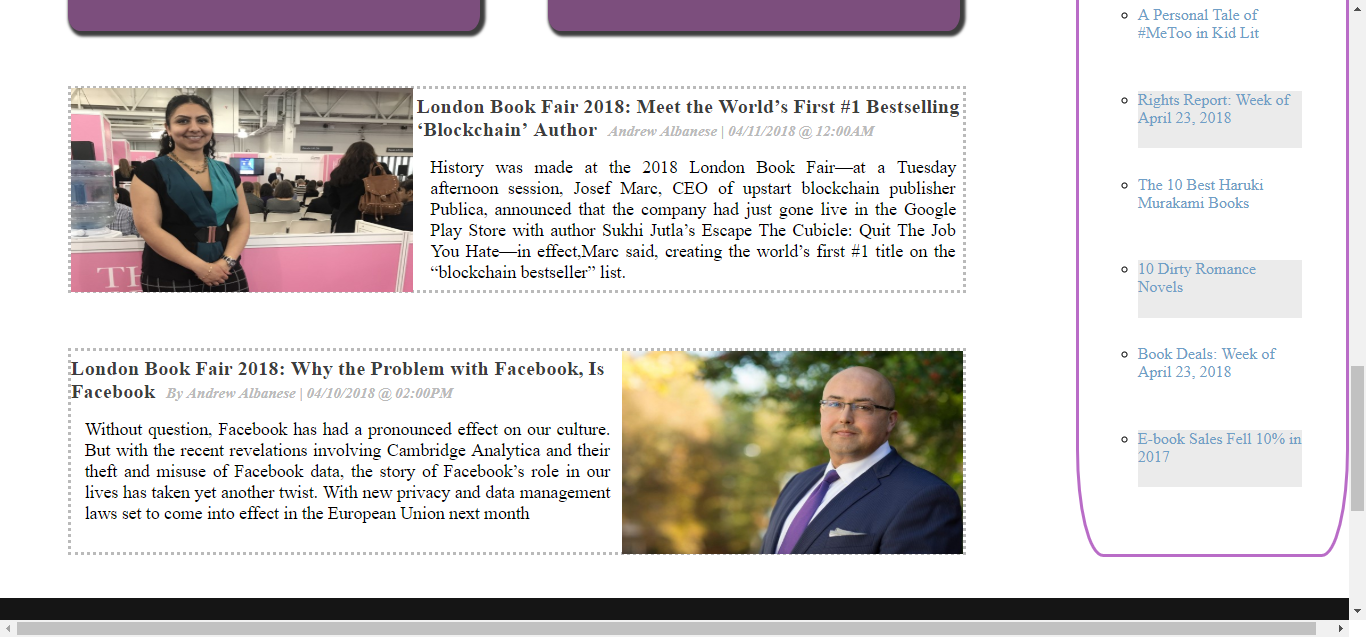 London Book Fair 2018: Meet the World’s First #1 Bestselling
‘Blockchain’ Author Andrew Albanese | 04/11/2018 @ 12:00AM
History was made at the 2018 London Book Fair—at a Tuesday
afternoon session, Josef Marc, CEO of upstart blockchain publisher
Publica, announced that the company had just gone live in the Google
Play Store with author Sukhi Jutla’s Escape The Cubicle: Quit The Job
You Hate—in effect,Marc said, creating the world’s first #1 title on the
“blockchain bestseller” list.
TH
London Book Fair 2018: Why the Problem with Facebook, Is
Facebook By Andrew Albanese | 04/10/2018 @ 02:00PM
Without question, Facebook has had a pronounced effect on our culture.
But with the recent revelations involving Cambridge Analytica and their
theft and misuse of Facebook data, the story of Facebook’s role in our
lives has taken yet another twist. With new privacy and data management
laws set to come into effect in the European Union next month
A Personal Tale of
#MeToo in Kid Lit
Rights Report: Week of
April 23, 2018
The 10 Best Haruki
Murakami Books
10 Dirty Romance
Novels
Book Deals: Week of
April 23, 2018
E-book Sales Fell 10% in
2017